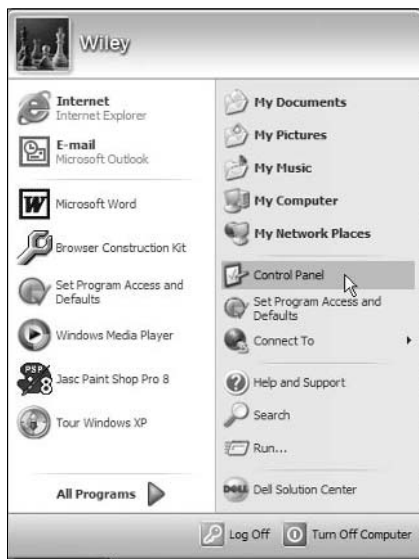 Wiley
Internet
Internet Explorer
E-mail
Microsoft Outlook
Microsoft Word
Browser Construction Kit
Set Program Access and
Defaults
Windows Media Player
PSP
8
Jasc Paint Shop Pro 8
Tour Windows XP
All Programs
My Documents
My Pictures
My Music
My Computer
My Network Places
Control Panel
Set Program Access and
Defaults
Connect To
Help and Support
Search
Run...
DELL Dell Solution Center
Log Off
Turn Off Computer